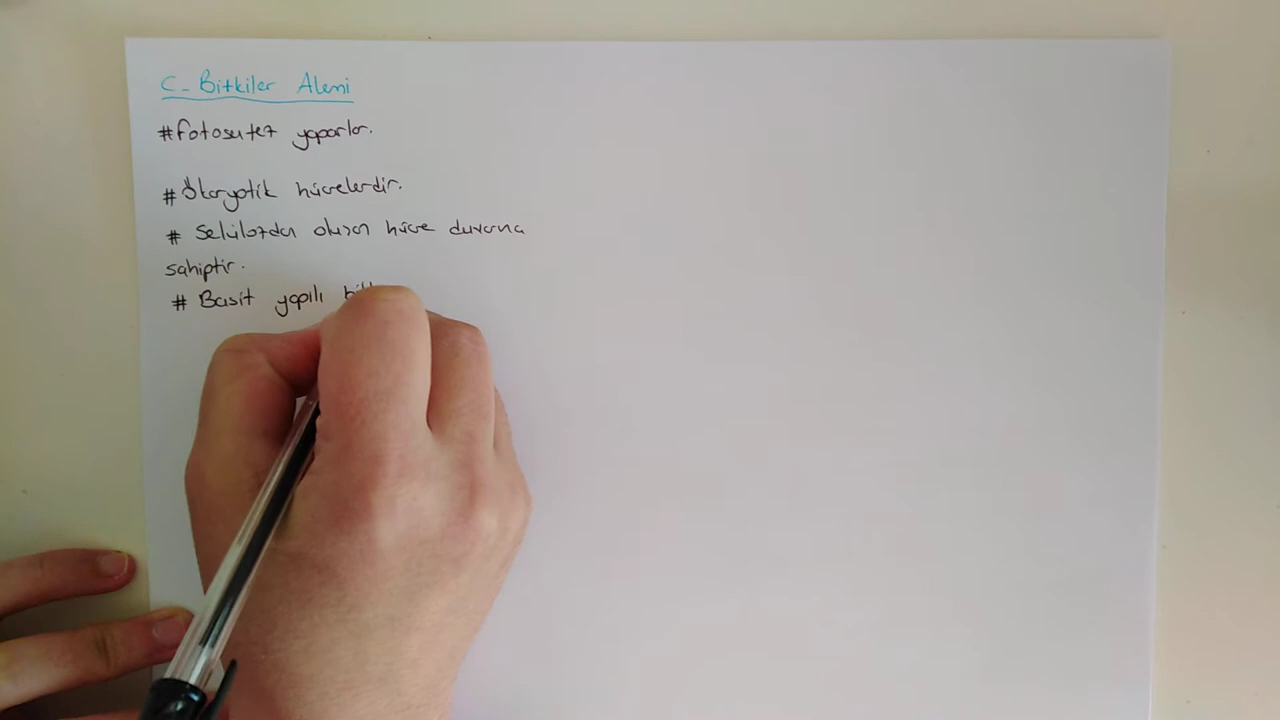 C- Bitkiler Alemi
#fotosentez yaparlar.
#Ökaryotik hücrelerdir.
# Selülozdan oluşan hücre duvarına
sahiptir.
# Basit yapılı